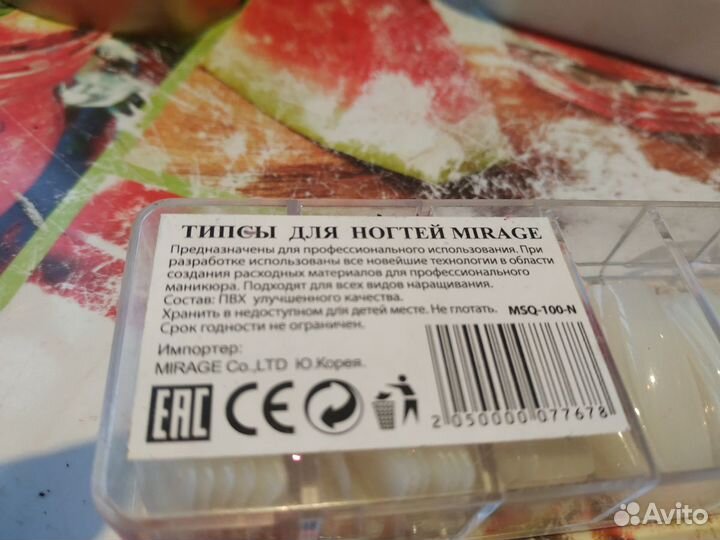 ТИПСЫ ДЛЯ НОГТЕЙ MIRAGE
Предназначены для профессионального использования. При
разработке использованы все новейшие технологии в области
создания расходных материалов для профессионального
маникюра. Подходят для всех видов наращивания.
Состав: ПВХ улучшенного качества.
Хранить в недоступном для детей месте. Не глотать. MSQ-100-N
Срок годности не ограничен.
Импортер:
MIRAGE Co.,LTD Ю.Корея.
EAC CE
2 050000 077678
Avito